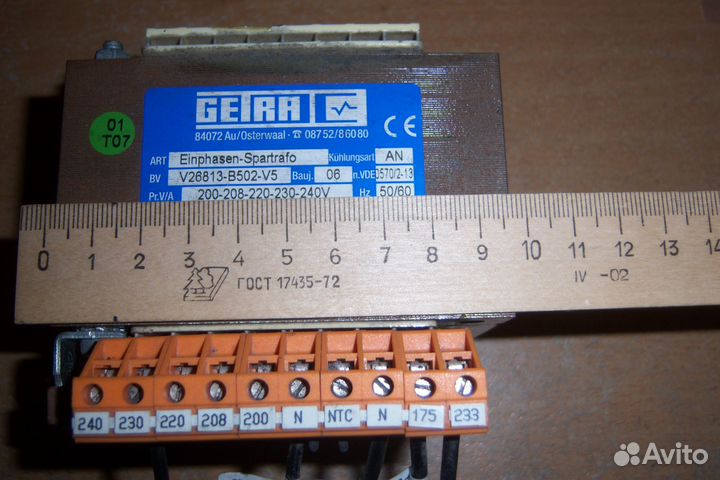 GETRA
84072 Au/Osterwaal · ☎ 08752/86080
CE
01
T07
ART Einphasen-Spartrafo Kühlungsart AN
BV V26813-B502-V5 Bauj. 06 n.VDE 0570/2-13
Pr.V/A 200-208-220-230-240V Hz 50/60
0 1 2 3 4 5 6 7 8 9 10 11 12 13 14
ГОСТ 17435-72 IV -02
240 230 220 208 200 N NTC N 175 233
Avito